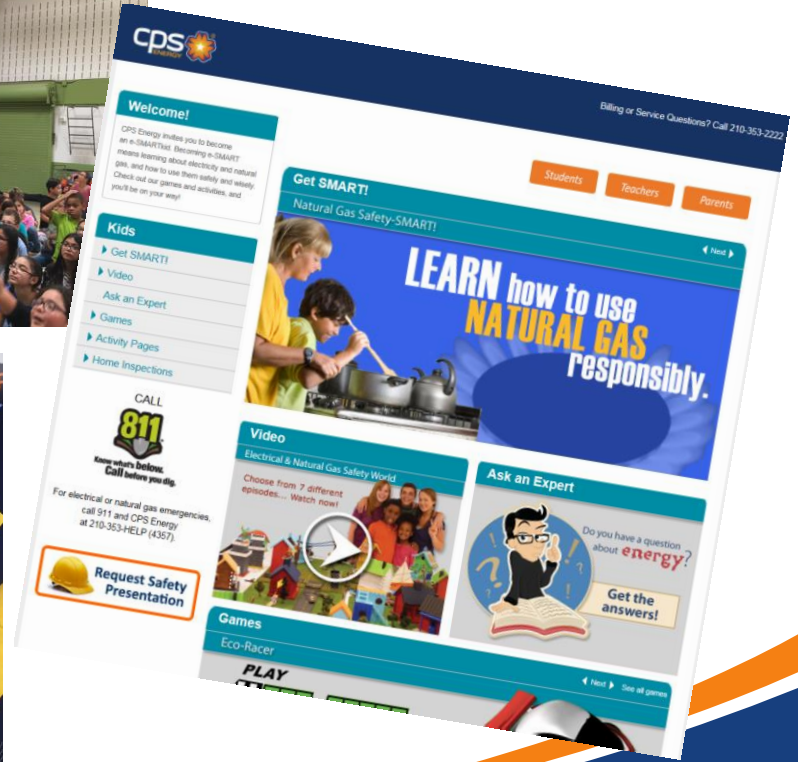 cps
ENERGY
Billing or Service Questions? Call 210-353-2222
Welcome!
CPS Energy invites you to become
an e-SMARTkid. Becoming e-SMART
means learning about electricity and natural
gas, and how to use them safely and wisely.
Check out our games and activities, and
you'll be on your way!
Students
Teachers
Parents
Kids
Get SMART!
Video
Ask an Expert
Games
Activity Pages
Home Inspections
CALL
811
Know what's below.
Call before you dig.
For electrical or natural gas emergencies,
call 911 and CPS Energy
at 210-353-HELP (4357).
Request Safety
Presentation
Get SMART!
Natural Gas Safety-SMART!
Next
LEARN how to use
NATURAL GAS
responsibly.
Video
Electrical & Natural Gas Safety World
Choose from 7 different
episodes... Watch now!
Ask an Expert
Do you have a question
about energy?
Get the
answers!
Games
Eco-Racer
Next
See all games
PLAY